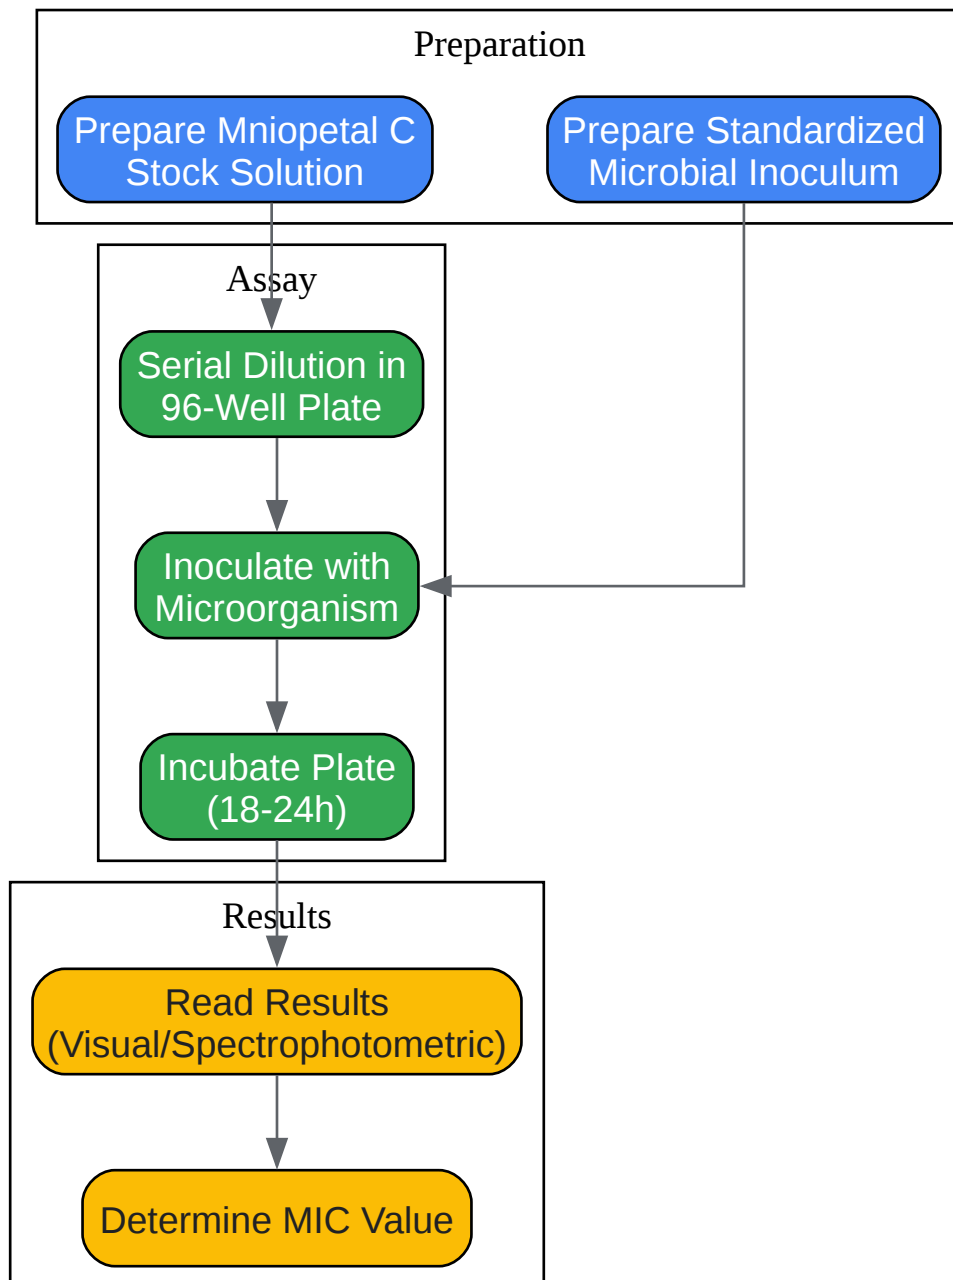 Preparation
Prepare Mniopetal C
Stock Solution
Prepare Standardized
Microbial Inoculum
Assay
Serial Dilution in
96-Well Plate
Inoculate with
Microorganism
Incubate Plate
(18-24h)
Results
Read Results
(Visual/Spectrophotometric)
Determine MIC Value